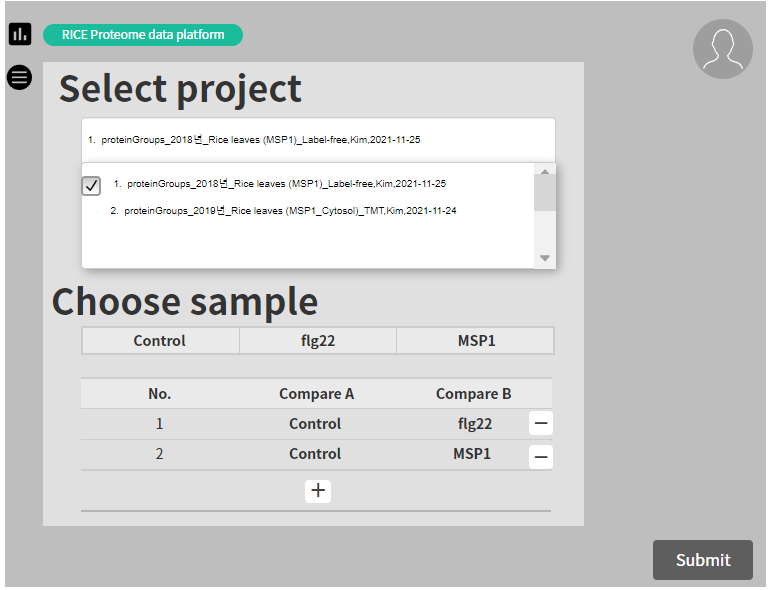 RICE Proteome data platform
Select project
1. proteinGroups_2018년_Rice leaves (MSP1)_Label-free,Kim,2021-11-25
1. proteinGroups_2018년_Rice leaves (MSP1)_Label-free,Kim,2021-11-25
2. proteinGroups_2019년_Rice leaves (MSP1_Cytosol)_TMT,Kim,2021-11-24
Choose sample
Control flg22 MSP1
No. Compare A Compare B
1 Control flg22 −
2 Control MSP1 −
+
Submit